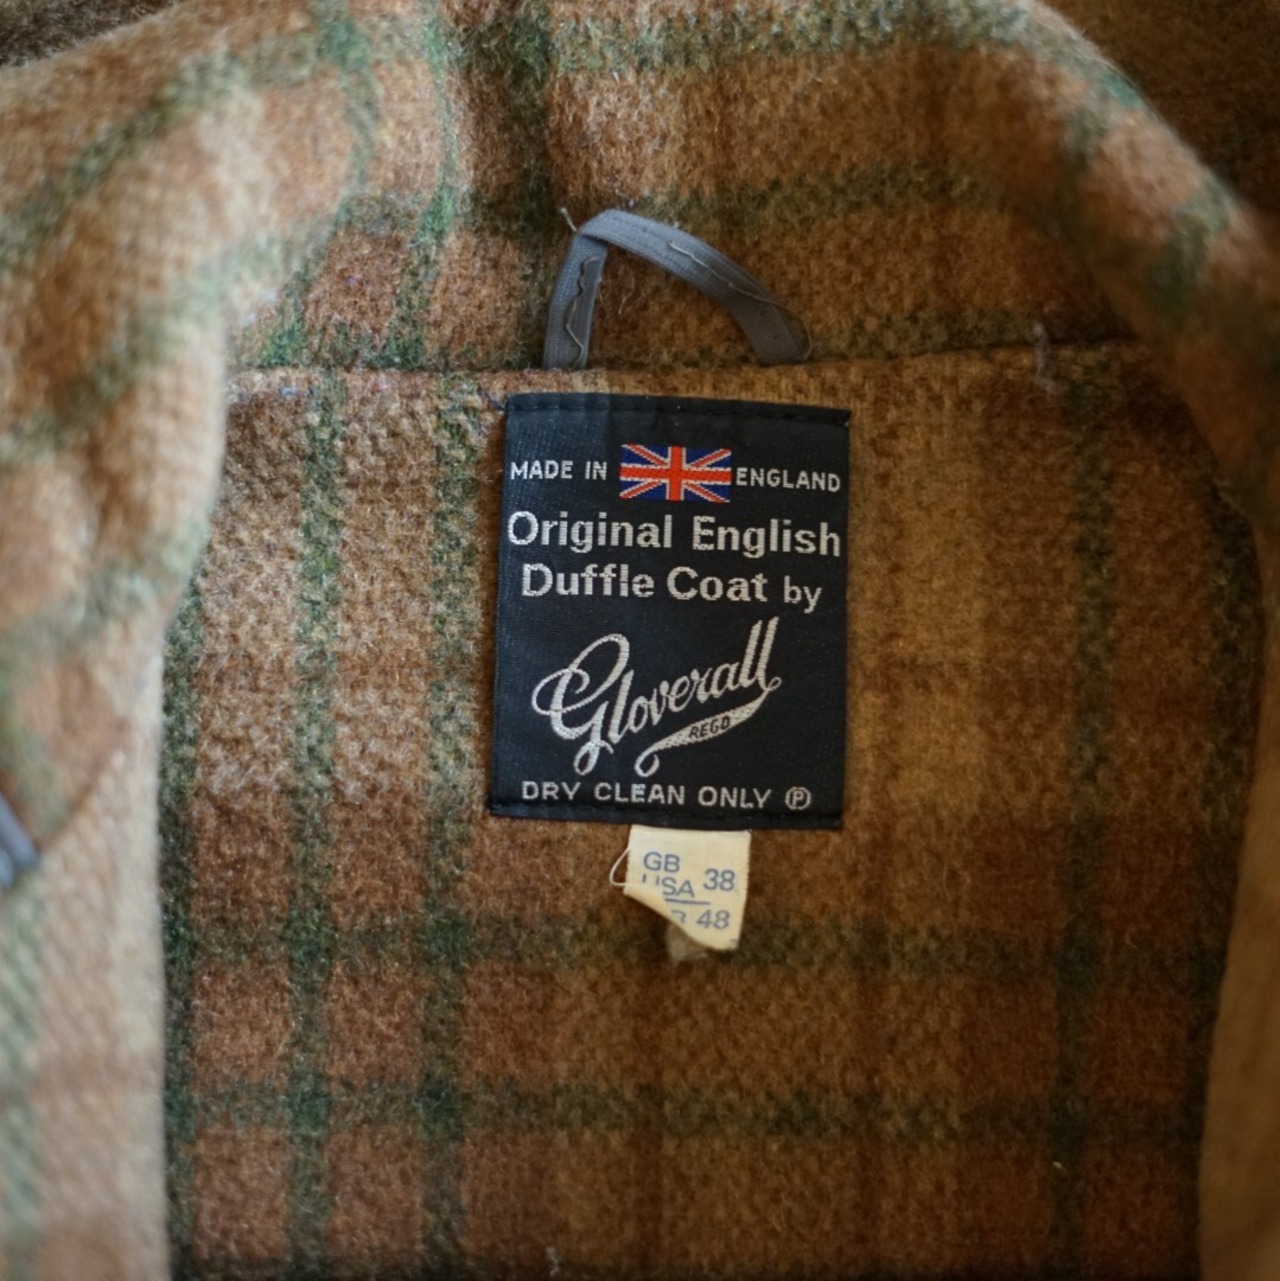 MADE IN ENGLAND
Original English
Duffle Coat by
Gloverall
REGD
DRY CLEAN ONLY Ⓟ
GB 38
USA
48